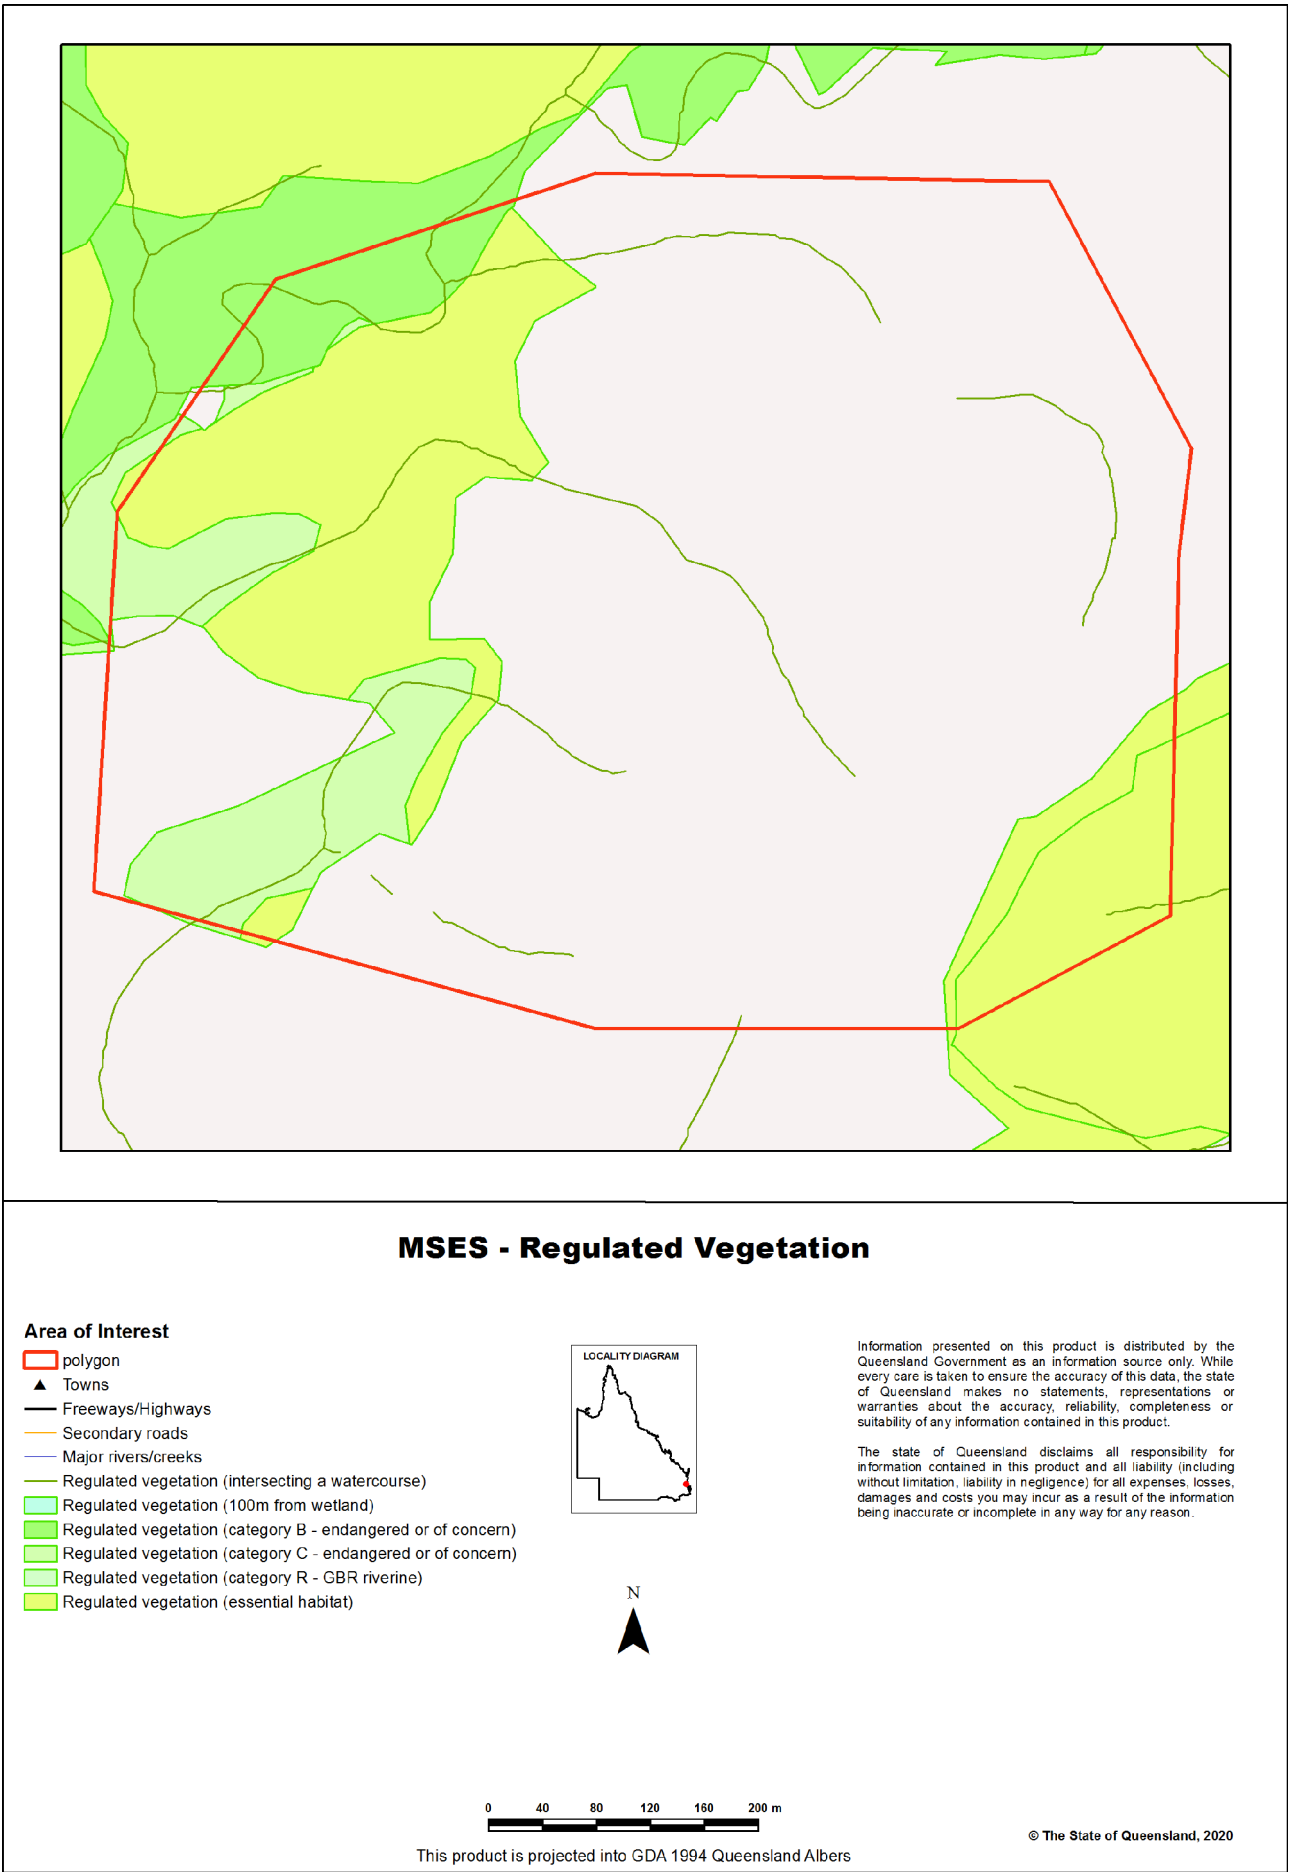 MSES - Regulated Vegetation
Area of Interest
polygon
Towns
Freeways/Highways
Secondary roads
Major rivers/creeks
Regulated vegetation (intersecting a watercourse)
Regulated vegetation (100m from wetland)
Regulated vegetation (category B - endangered or of concern)
Regulated vegetation (category C - endangered or of concern)
Regulated vegetation (category R - GBR riverine)
Regulated vegetation (essential habitat)
LOCALITY DIAGRAM
N
Information presented on this product is distributed by the
Queensland Government as an information source only. While
every care is taken to ensure the accuracy of this data, the state
of Queensland makes no statements, representations or
warranties about the accuracy, reliability, completeness or
suitability of any information contained in this product.
The state of Queensland disclaims all responsibility for
information contained in this product and all liability (including
without limitation, liability in negligence) for all expenses, losses,
damages and costs you may incur as a result of the information
being inaccurate or incomplete in any way for any reason.
0 40 80 120 160 200 m
This product is projected into GDA 1994 Queensland Albers
© The State of Queensland, 2020